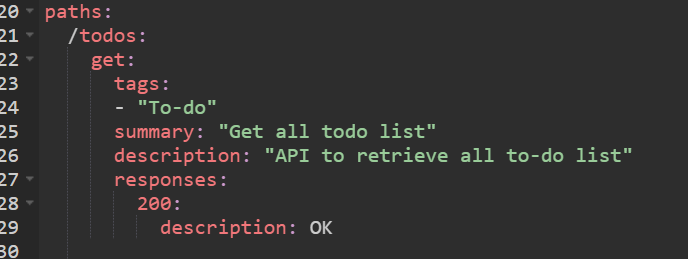 20 paths:
21 /todos:
22 get:
23 tags:
24 - "To-do"
25 summary: "Get all todo list"
26 description: "API to retrieve all to-do list"
27 responses:
28 200:
29 description: OK
30